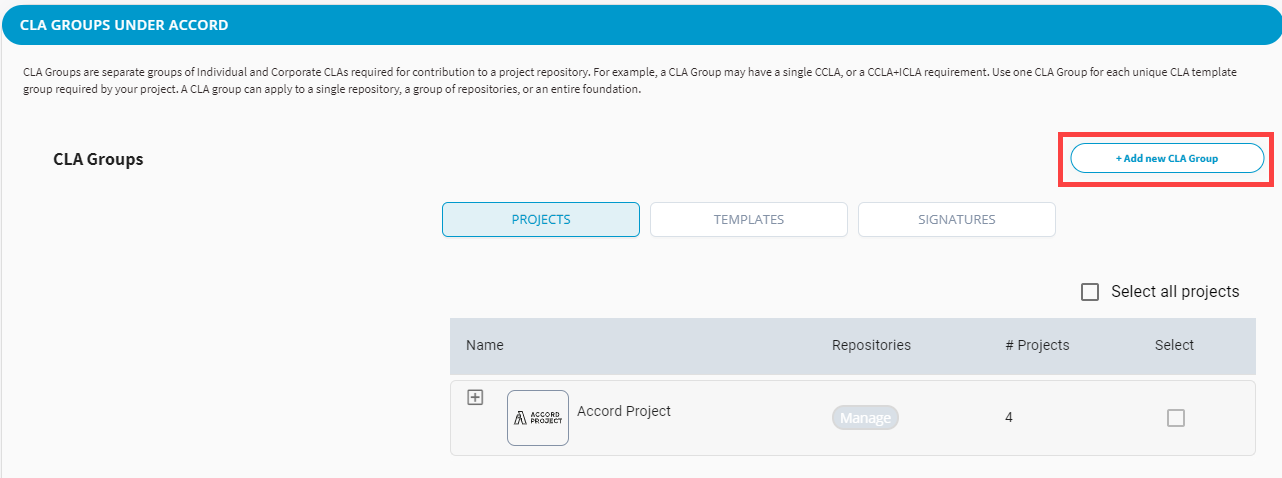 CLA GROUPS UNDER ACCORD
CLA Groups are separate groups of Individual and Corporate CLAs required for contribution to a project repository. For example, a CLA Group may have a single CCLA, or a CCLA+ICLA requirement. Use one CLA Group for each unique CLA template
group required by your project. A CLA group can apply to a single repository, a group of repositories, or an entire foundation.
CLA Groups
+ Add new CLA Group
PROJECTS TEMPLATES SIGNATURES
Select all projects
Name Repositories # Projects Select
ACCORD
PROJECT
Accord Project
Manage 4